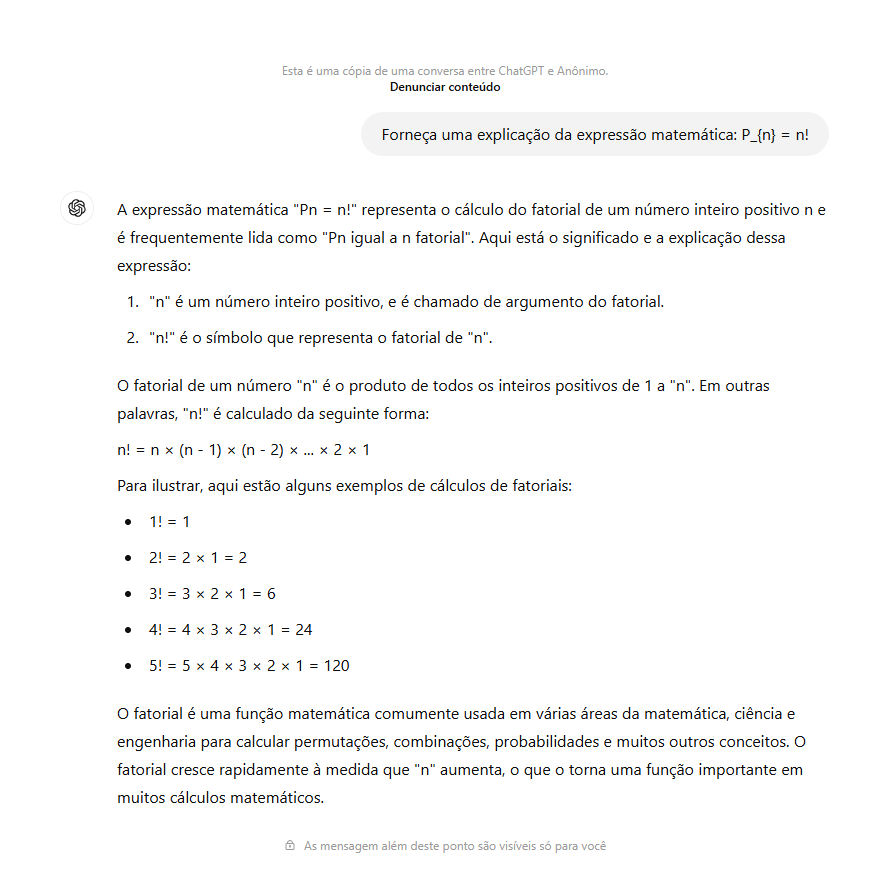 Esta é uma cópia de uma conversa entre ChatGPT e Anônimo.
Denunciar conteúdo
Forneça uma explicação da expressão matemática: P_{n} = n!
A expressão matemática "Pn = n!" representa o cálculo do fatorial de um número inteiro positivo n e
é frequentemente lida como "Pn igual a n fatorial". Aqui está o significado e a explicação dessa
expressão:
1. "n" é um número inteiro positivo, e é chamado de argumento do fatorial.
2. "n!" é o símbolo que representa o fatorial de "n".
O fatorial de um número "n" é o produto de todos os inteiros positivos de 1 a "n". Em outras
palavras, "n!" é calculado da seguinte forma:
n! = n × (n - 1) × (n - 2) × ... × 2 × 1
Para ilustrar, aqui estão alguns exemplos de cálculos de fatoriais:
• 1! = 1
• 2! = 2 × 1 = 2
• 3! = 3 × 2 × 1 = 6
• 4! = 4 × 3 × 2 × 1 = 24
• 5! = 5 × 4 × 3 × 2 × 1 = 120
O fatorial é uma função matemática comumente usada em várias áreas da matemática, ciência e
engenharia para calcular permutações, combinações, probabilidades e muitos outros conceitos. O
fatorial cresce rapidamente à medida que "n" aumenta, o que o torna uma função importante em
muitos cálculos matemáticos.
As mensagem além deste ponto são visíveis só para você